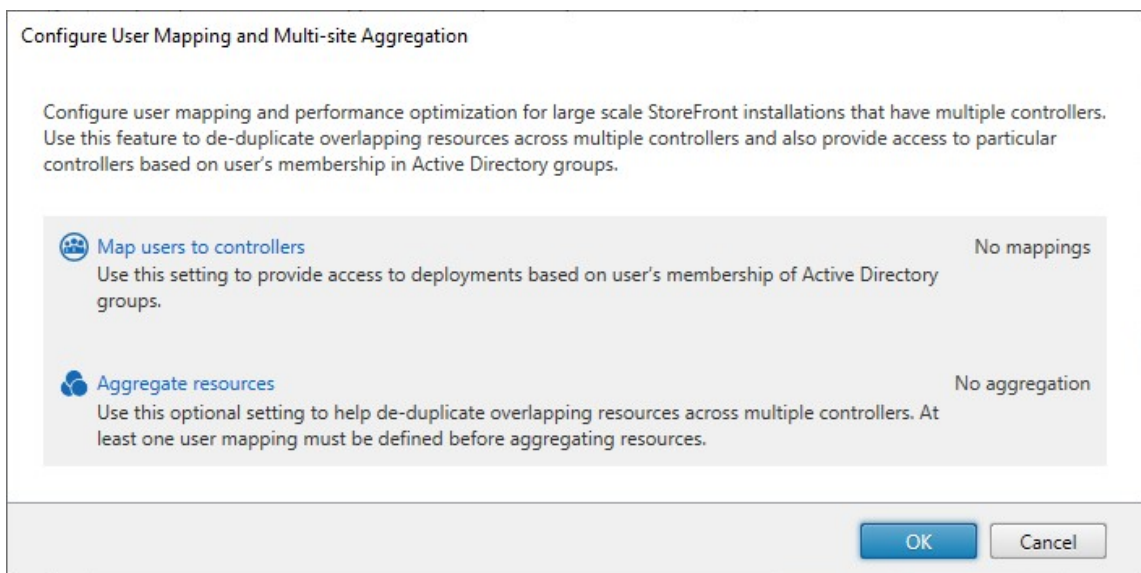 Configure User Mapping and Multi-site Aggregation
Configure user mapping and performance optimization for large scale StoreFront installations that have multiple controllers.
Use this feature to de-duplicate overlapping resources across multiple controllers and also provide access to particular
controllers based on user's membership in Active Directory groups.
Map users to controllers
No mappings
Use this setting to provide access to deployments based on user's membership of Active Directory
groups.
Aggregate resources
No aggregation
Use this optional setting to help de-duplicate overlapping resources across multiple controllers. At
least one user mapping must be defined before aggregating resources.
OK
Cancel